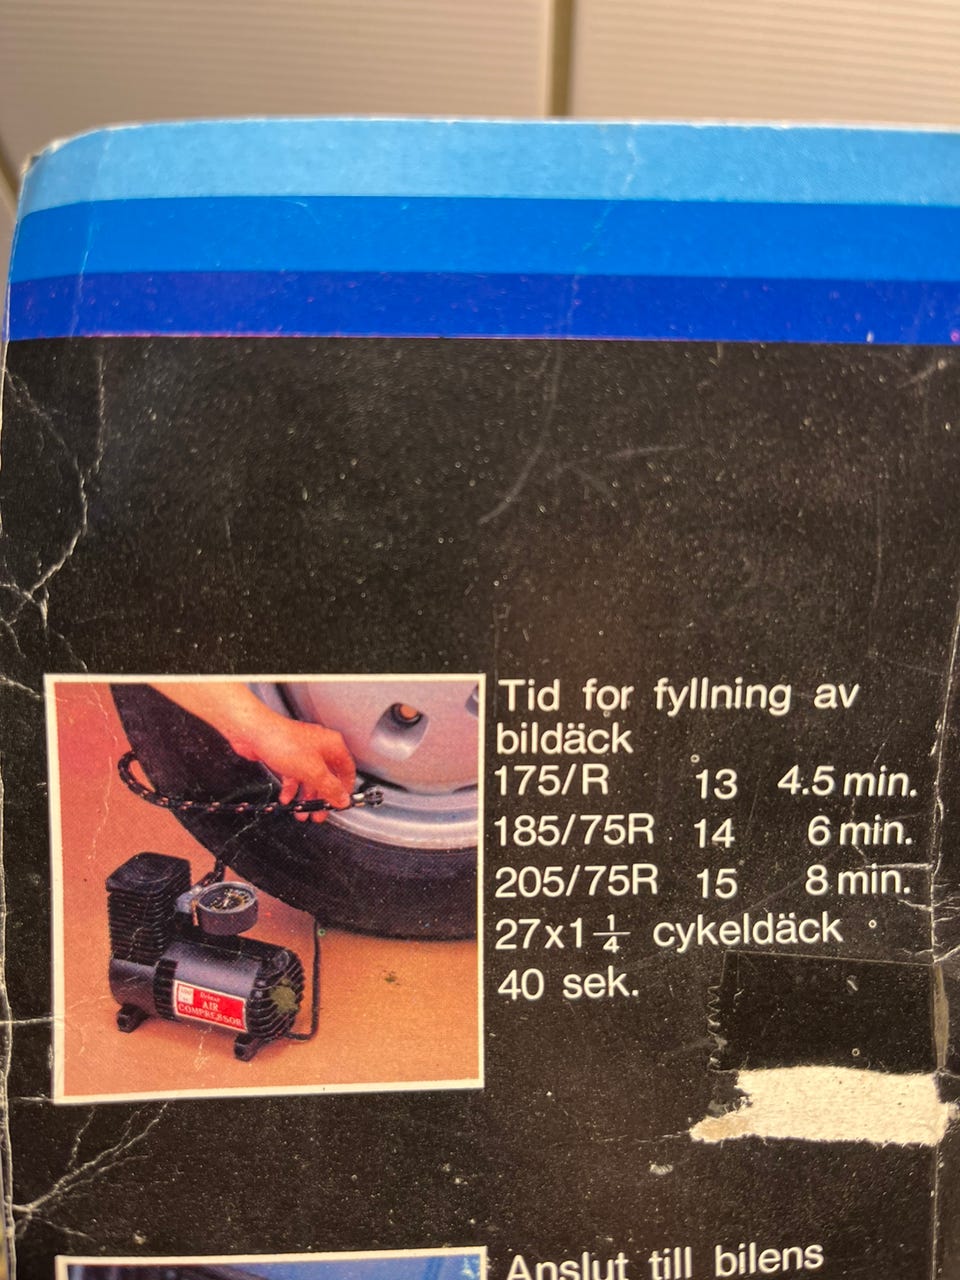 Tid for fyllning av
bildäck
175/R 13 4.5 min.
185/75R 14 6 min.
205/75R 15 8 min.
27x1 1/4 cykeldäck
40 sek.
AIR
COMPRESSOR
Anslut till bilens